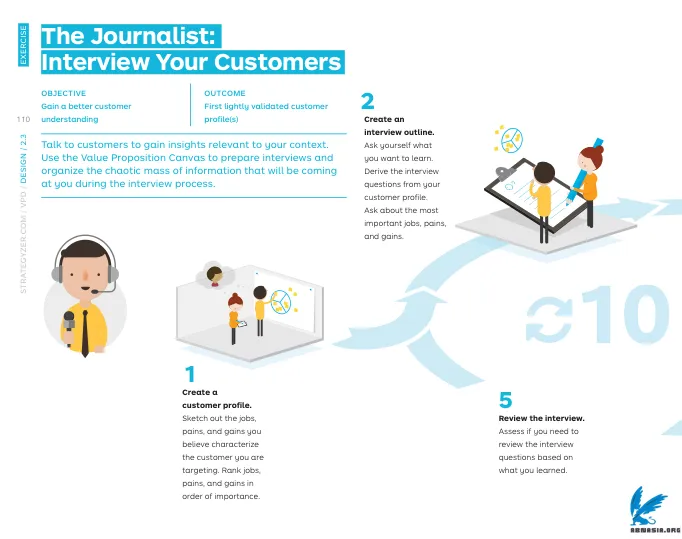 EXERCISE
The Journalist:
Interview Your Customers
OBJECTIVE
Gain a better customer
understanding
OUTCOME
First lightly validated customer
profile(s)
110
STRATEGYZER.COM / VPD / DESIGN / 2.3
Talk to customers to gain insights relevant to your context.
Use the Value Proposition Canvas to prepare interviews and
organize the chaotic mass of information that will be coming
at you during the interview process.
1
Create a
customer profile.
Sketch out the jobs,
pains, and gains you
believe characterize
the customer you are
targeting. Rank jobs,
pains, and gains in
order of importance.
2
Create an
interview outline.
Ask yourself what
you want to learn.
Derive the interview
questions from your
customer profile.
Ask about the most
important jobs, pains,
and gains.
10
5
Review the interview.
Assess if you need to
review the interview
questions based on
what you learned.
ARMASIA.ORG